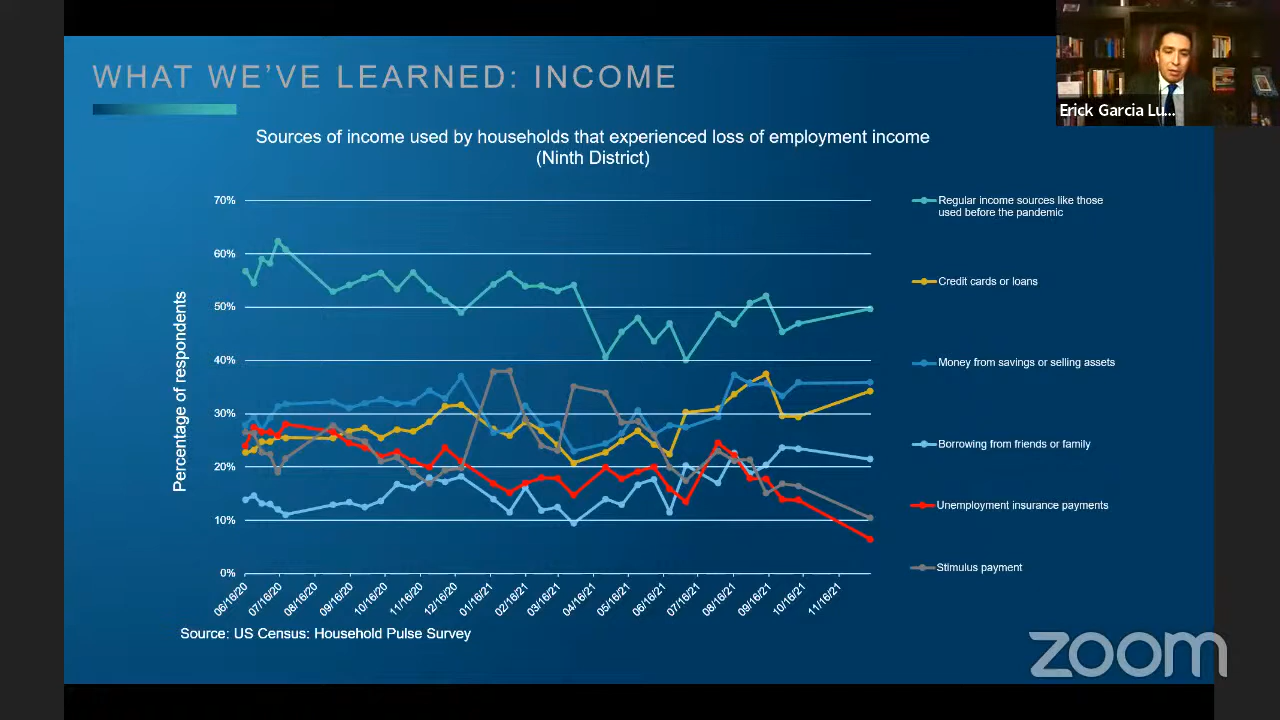 WHAT WE'VE LEARNED: INCOME
Erick Garcia Lu...
Sources of income used by households that experienced loss of employment income
(Ninth District)
Percentage of respondents
70%
60%
50%
40%
30%
20%
10%
0%
06/16/20
07/16/20
08/16/20
09/16/20
10/16/20
11/16/20
12/16/20
01/16/21
02/16/21
03/16/21
04/16/21
05/16/21
06/16/21
07/16/21
08/16/21
09/16/21
10/16/21
11/16/21
Regular income sources like those
used before the pandemic
Credit cards or loans
Money from savings or selling assets
Borrowing from friends or family
Unemployment insurance payments
Stimulus payment
Source: US Census: Household Pulse Survey
zoom